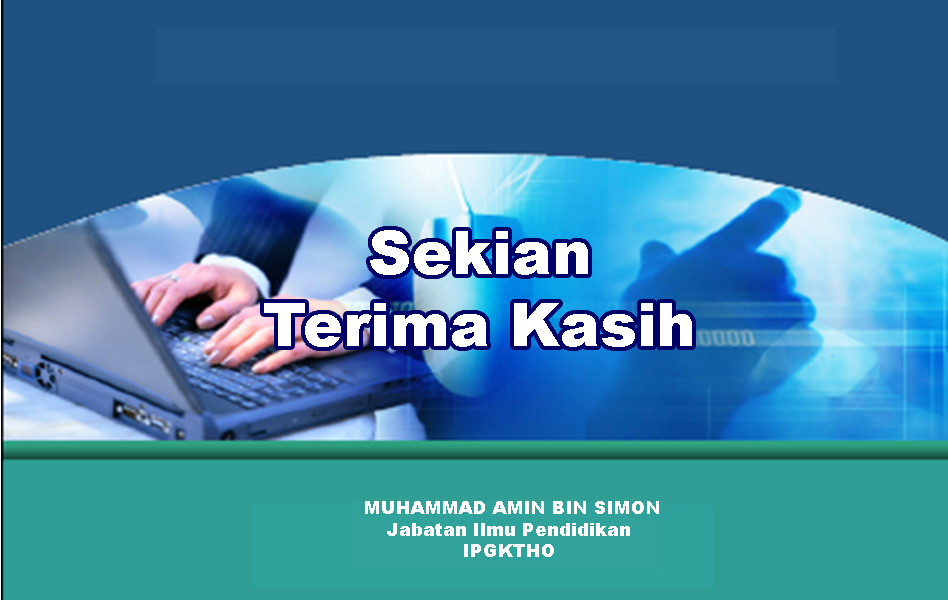 Sekian
Terima Kasih
MUHAMMAD AMIN BIN SIMON
Jabatan Ilmu Pendidikan
IPGKTHO